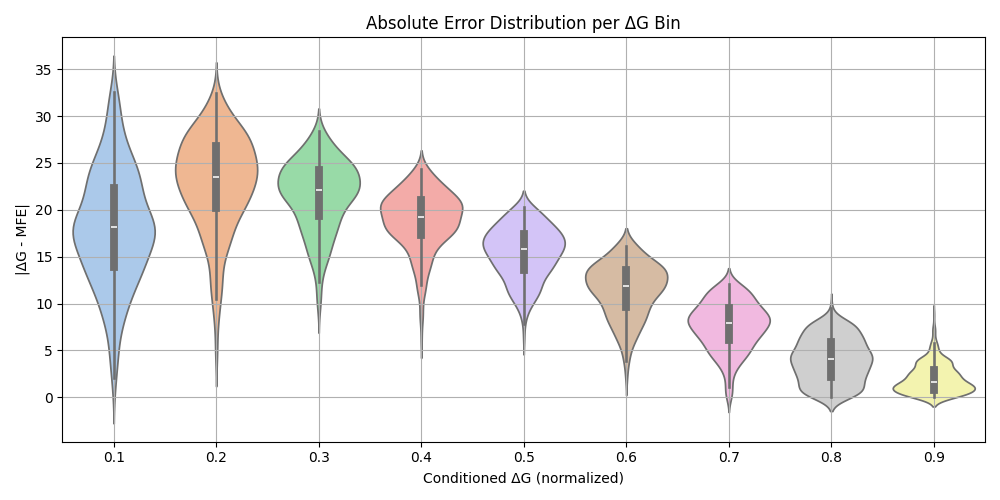 Absolute Error Distribution per ΔG Bin
|ΔG - MFE|
35
30
25
20
15
10
5
0
0.1 0.2 0.3 0.4 0.5 0.6 0.7 0.8 0.9
Conditioned ΔG (normalized)